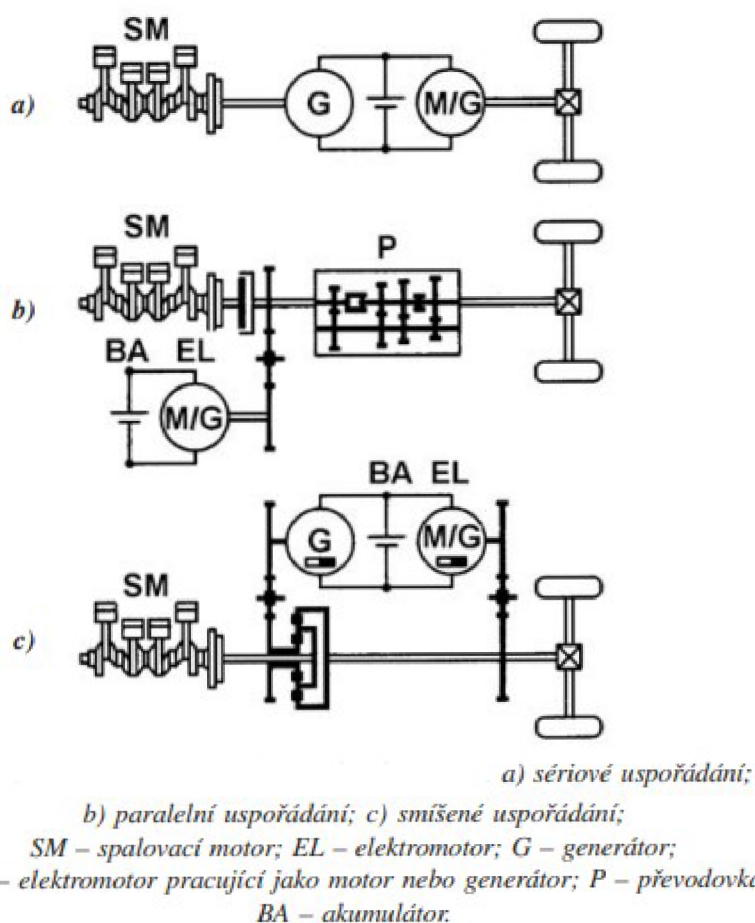 SM
a)
G
M/G
SM
P
b)
BA EL
M/G
BA EL
G
M/G
SM
c)
a) sériové uspořádání;
b) paralelní uspořádání; c) smíšené uspořádání;
SM – spalovací motor; EL – elektromotor; G – generátor;
– elektromotor pracující jako motor nebo generátor; P – převodovka
BA – akumulátor.